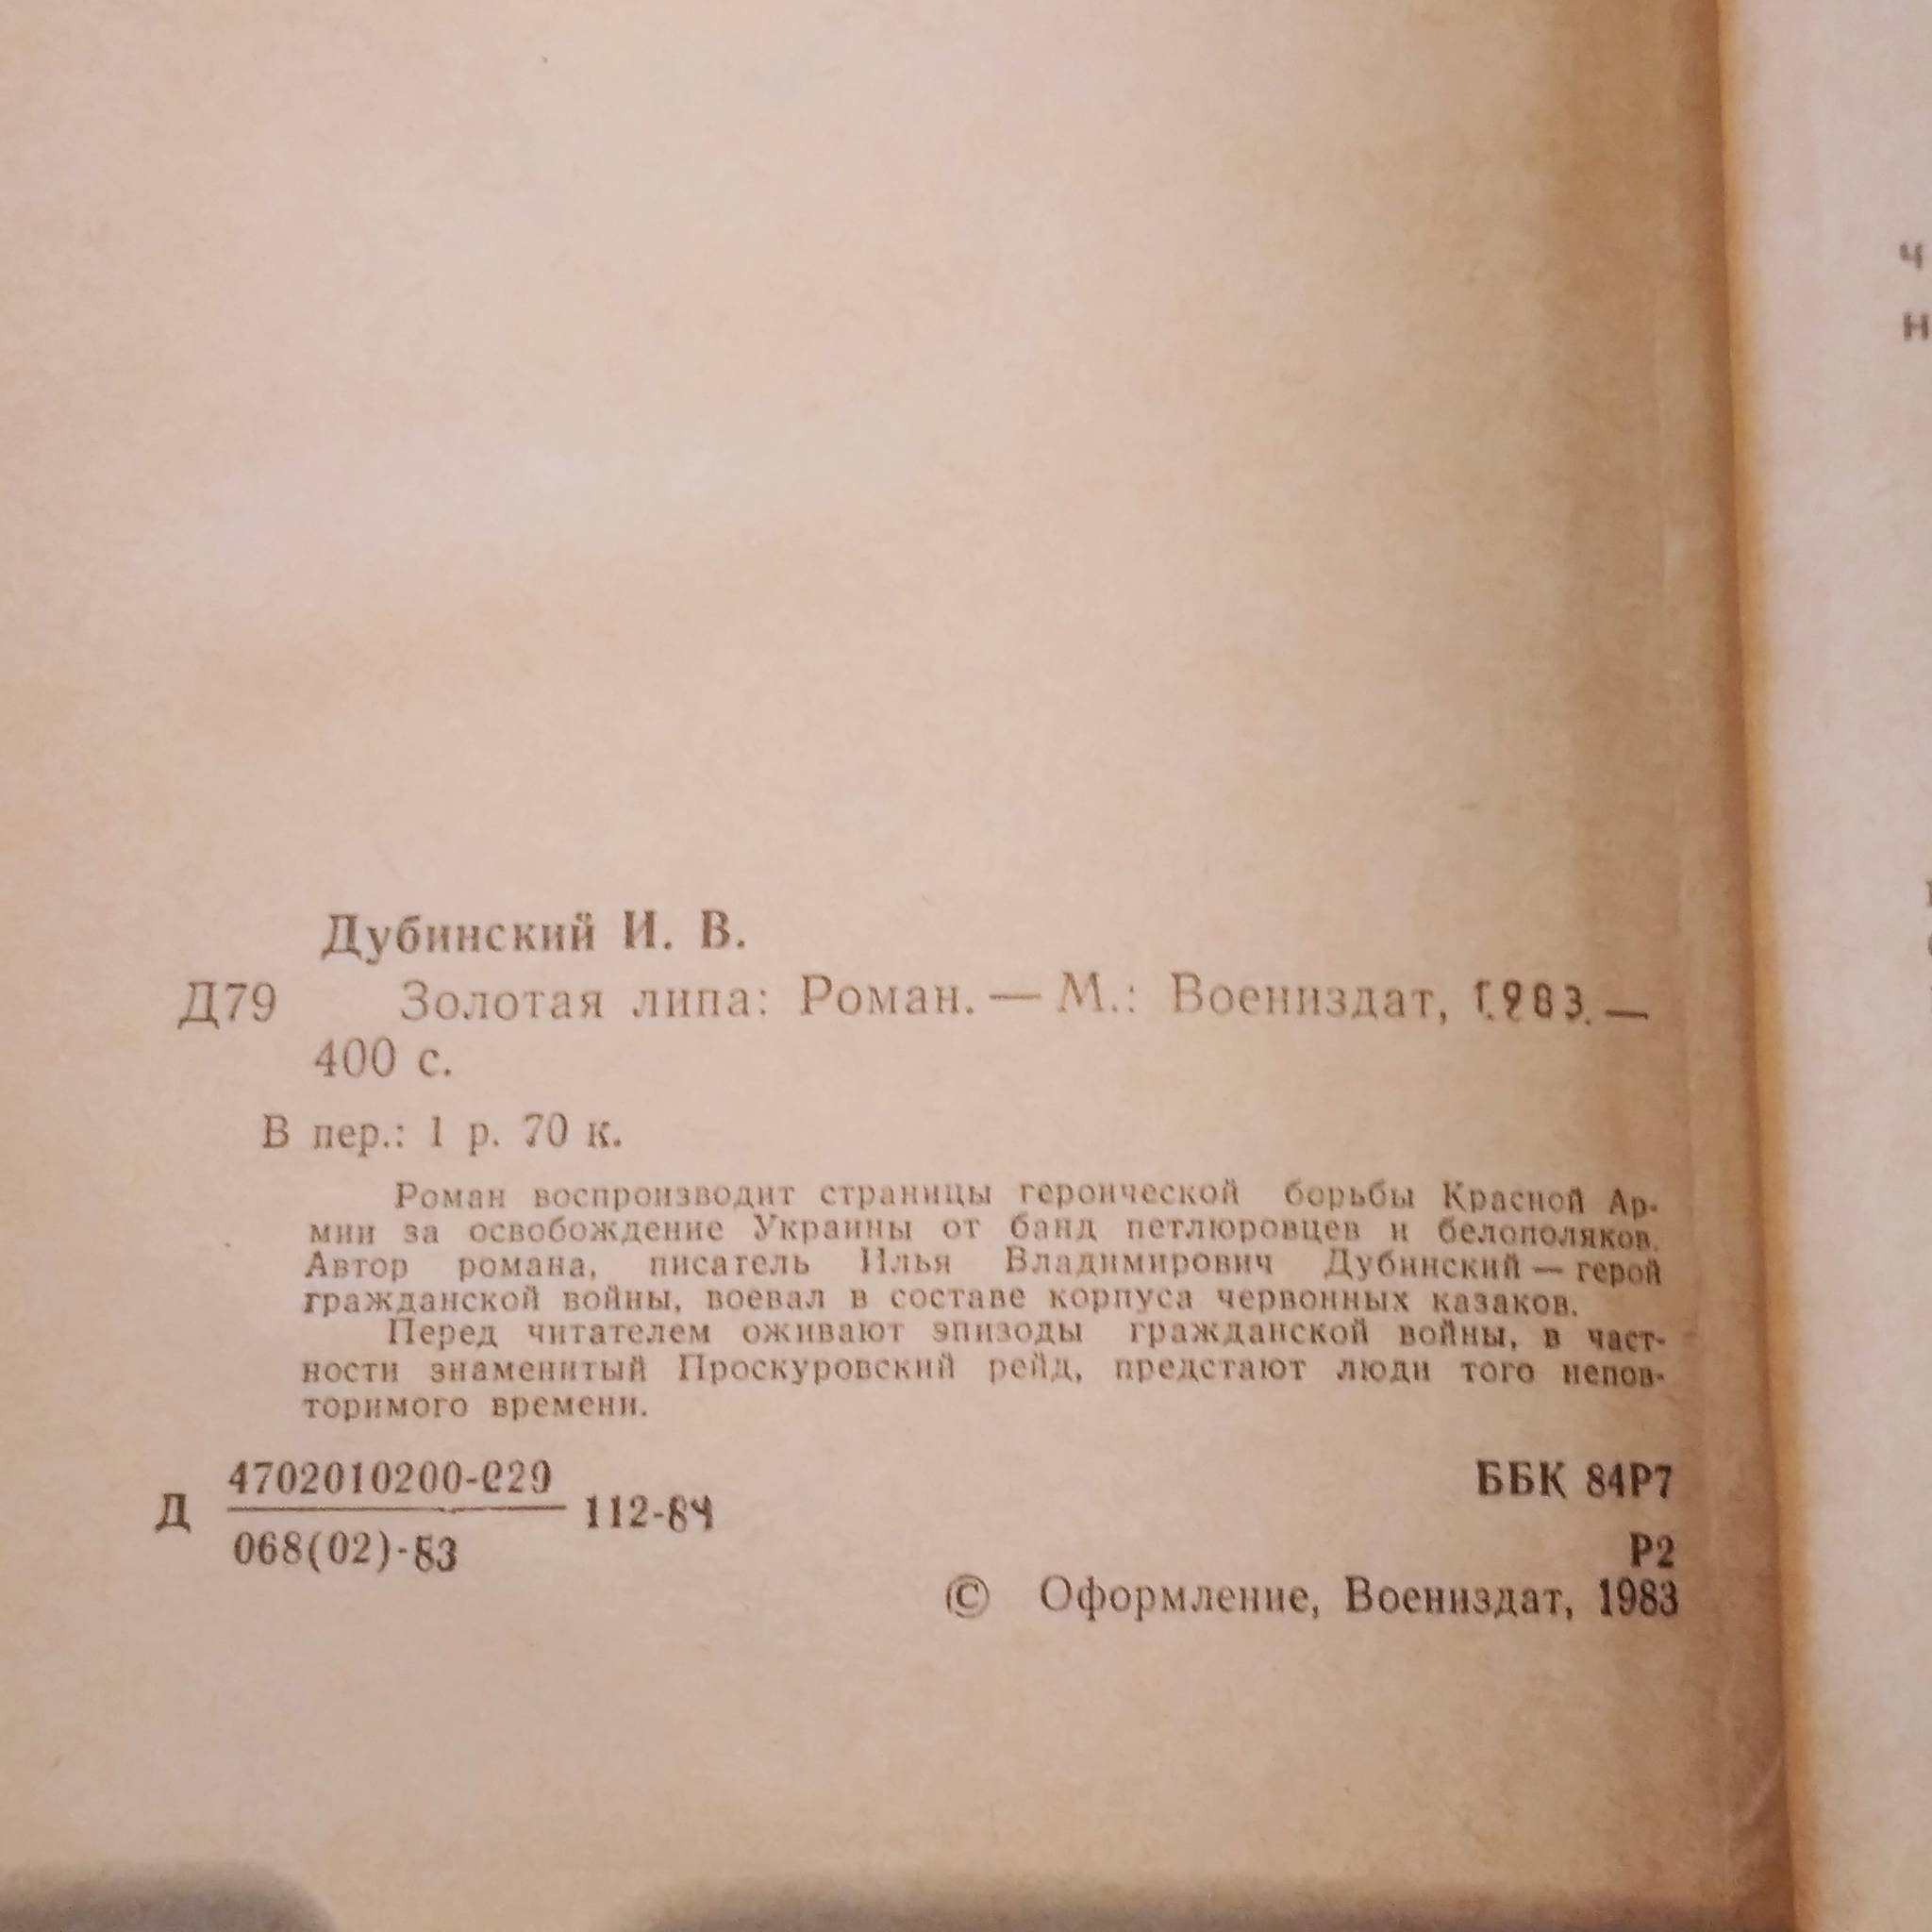 Дубинский И. В.
Д79 Золотая липа: Роман. — М.: Воениздат, 1983. —
400 с.
В пер.: 1 р. 70 к.
Роман воспроизводит страницы героической борьбы Красной Ар-
мии за освобождение Украины от банд петлюровцев и белополяков.
Автор романа, писатель Илья Владимирович Дубинский — герой
гражданской войны, воевал в составе корпуса червонных казаков.
Перед читателем оживают эпизоды гражданской войны, в част-
ности знаменитый Проскуровский рейд, предстают люди того непов-
торимого времени.
4702010200-029
Д 112-84
068(02)-83
ББК 84Р7
Р2
© Оформление, Воениздат, 1983